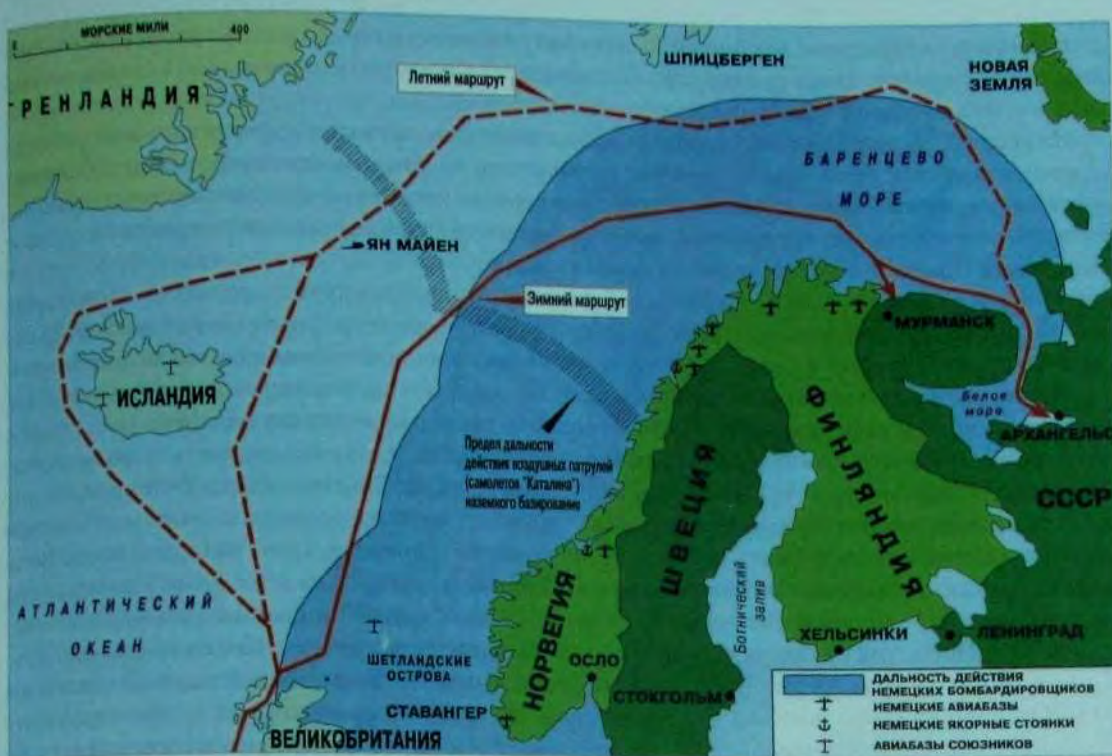 МОРСКИЕ МИЛИ
400
ШПИЦБЕРГЕН
НОВАЯ
ЗЕМЛЯ
Летний маршрут
РЕНЛАНДИЯ
БАРЕНЦЕВО
МОРЕ
ЯН МАЙЕН
Зимний маршрут
МУРМАНСК
ИСЛАНДИЯ
Белое
море
АРХАНГЕЛЬС
Предел дальности
действия воздушных патрулей
(самолетов "Каталина")
наземного базирования
СССР
ФИНЛЯНДИЯ
ШВЕЦИЯ
НОРВЕГИЯ
Ботнический
залив
АТЛАНТИЧЕСКИЙ
ОКЕАН
ХЕЛЬСИНКИ
ЛЕНИНГРАД
ШЕТЛАНДСКИЕ
ОСТРОВА
ОСЛО
СТОКГОЛЬМ
СТАВАНГЕР
ВЕЛИКОБРИТАНИЯ
ДАЛЬНОСТЬ ДЕЙСТВИЯ
НЕМЕЦКИХ БОМБАРДИРОВЩИКОВ
НЕМЕЦКИЕ АВИАБАЗЫ
НЕМЕЦКИЕ ЯКОРНЫЕ СТОЯНКИ
АВИАБАЗЫ СОЮЗНИКОВ